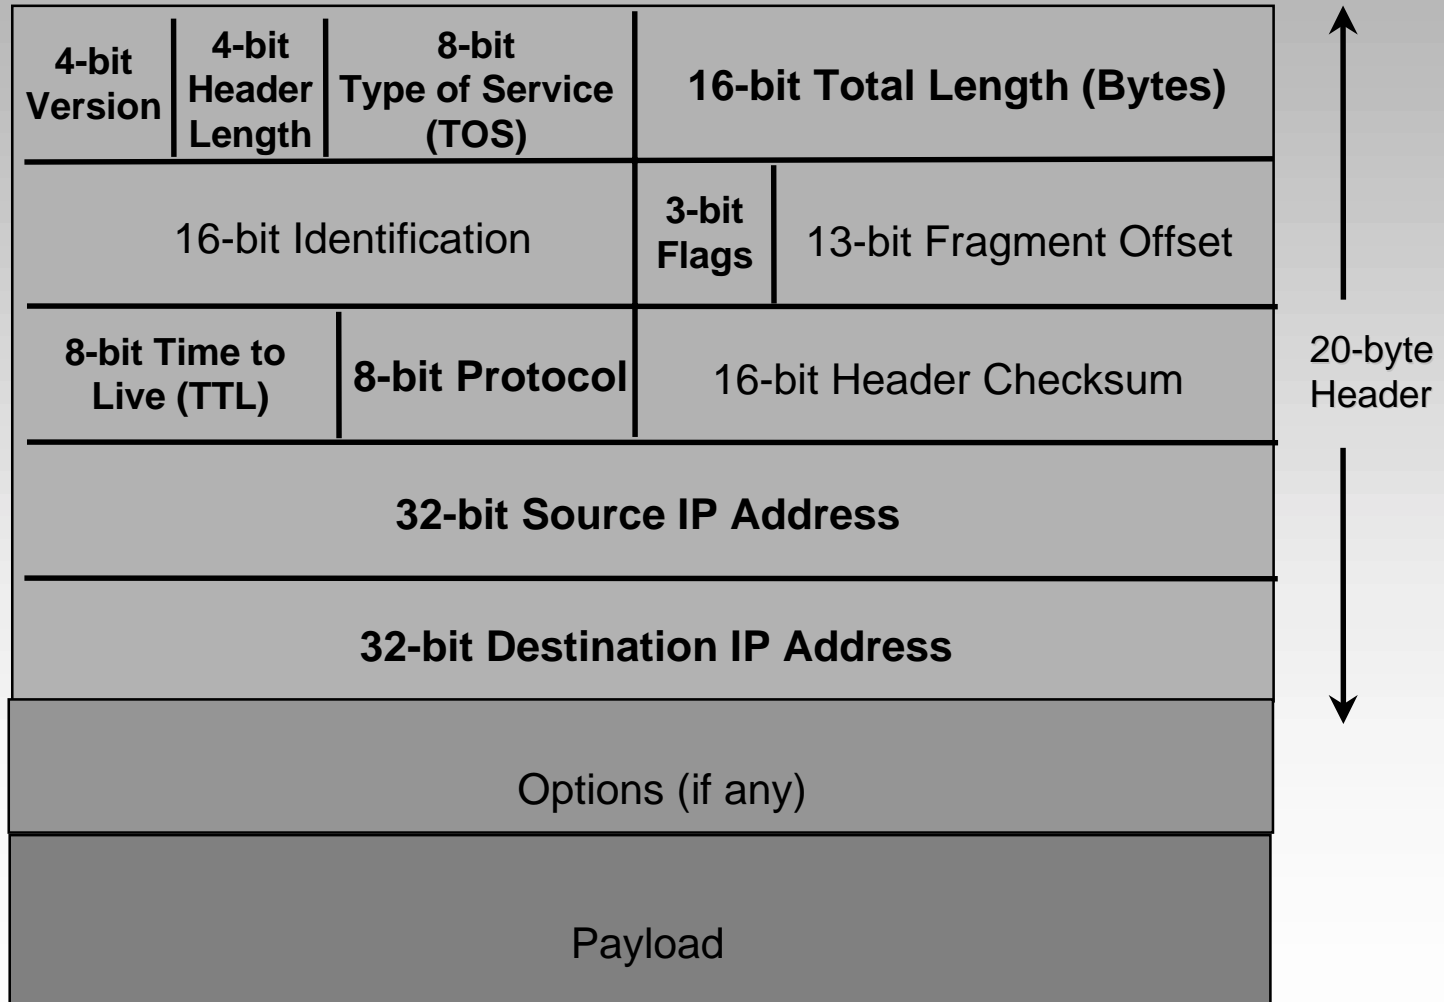 4-bit
Version
4-bit
Header
Length
8-bit
Type of Service
(TOS)
16-bit Total Length (Bytes)
16-bit Identification
3-bit
Flags
13-bit Fragment Offset
8-bit Time to
Live (TTL)
8-bit Protocol
16-bit Header Checksum
20-byte
Header
32-bit Source IP Address
32-bit Destination IP Address
Options (if any)
Payload